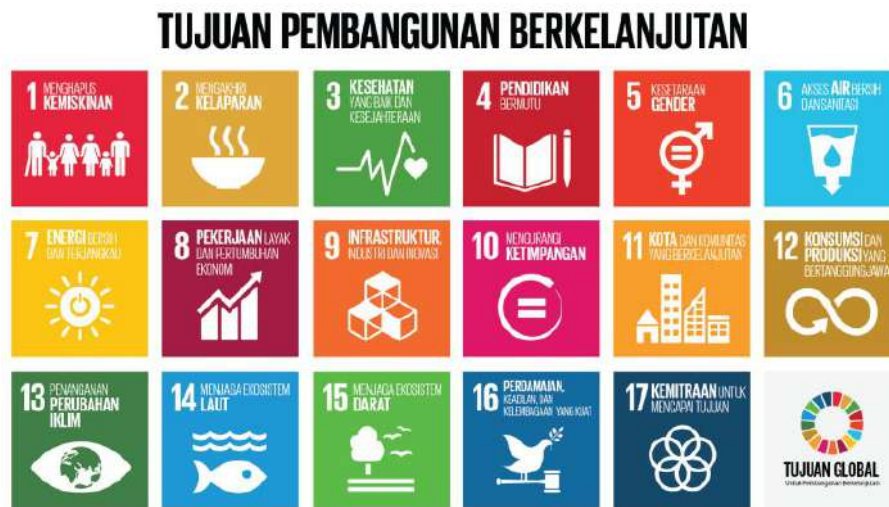 TUJUAN PEMBANGUNAN BERKELANJUTAN
1 MENGHAPUS
KEMISKINAN
2 MENGAKHIRI
KELAPARAN
3 KESEHATAN
YANG BAIK DAN
KESEJAHTERAAN
4 PENDIDIKAN
BERMUTU
5 KESETARAAN
GENDER
6 AKSES AIR BERSIH
DAN SANITASI
7 ENERGI BERSIH
DAN TERJANGKAU
8 PEKERJAAN LAYAK
DAN PERTUMBUHAN
EKONOMI
9 INFRASTRUKTUR,
INDUSTRI DAN INOVASI
10 MENGURANGI
KETIMPANGAN
11 KOTA DAN KOMUNITAS
YANG BERKELANJUTAN
12 KONSUMSI DAN
PRODUKSI YANG
BERTANGGUNGJAWA
13 PENANGANAN
PERUBAHAN
IKLIM
14 MENJAGA EKOSISTEM
LAUT
15 MENJAGA EKOSISTEM
DARAT
16 PERDAMAIAN,
KEADILAN, DAN
KELEMBAGAAN YANG KUAT
17 KEMITRAAN UNTUK
MENCAPAI TUJUAN
TUJUAN GLOBAL
Untuk Pembangunan Berkelanjutan